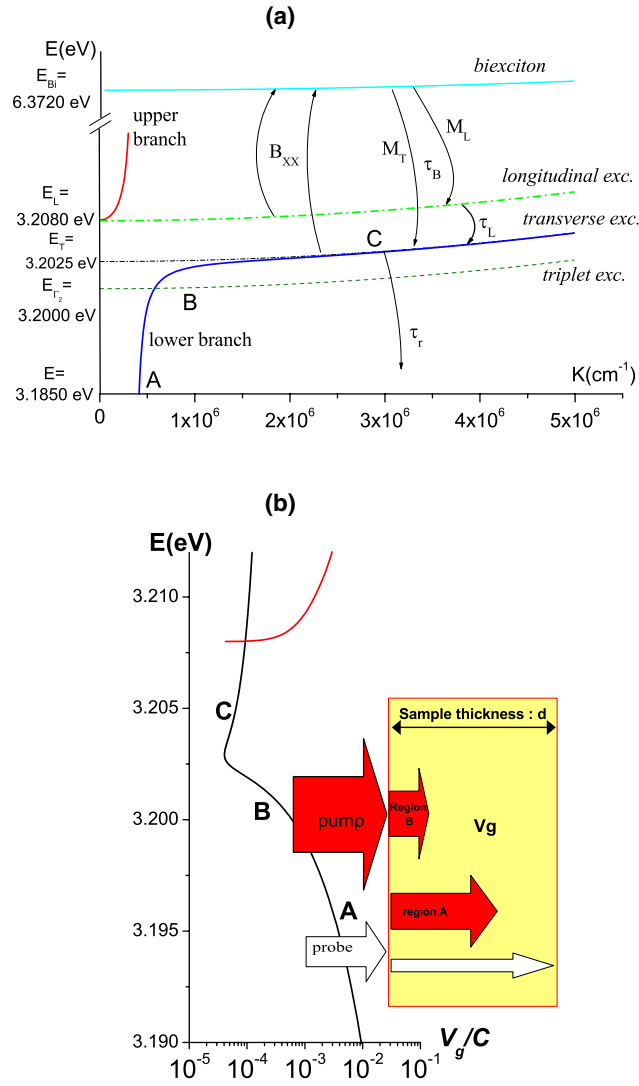 (a)
E(eV)
E_Bi=
6.3720 eV
biexciton
upper
branch
B_XX
M_T
τ_B
M_L
longitudinal exc.
E_L=
3.2080 eV
τ_L
transverse exc.
E_T=
3.2025 eV
C
triplet exc.
E_Γ₂=
3.2000 eV
B
lower branch
τ_r
E=
3.1850 eV
A
K(cm⁻¹)
0
1x10⁶
2x10⁶
3x10⁶
4x10⁶
5x10⁶
(b)
E(eV)
3.210
3.205
3.200
3.195
3.190
C
B
A
Sample thickness : d
pump
Region
B
Vg
region A
probe
V_g/C
10⁻⁵
10⁻⁴
10⁻³
10⁻²
10⁻¹